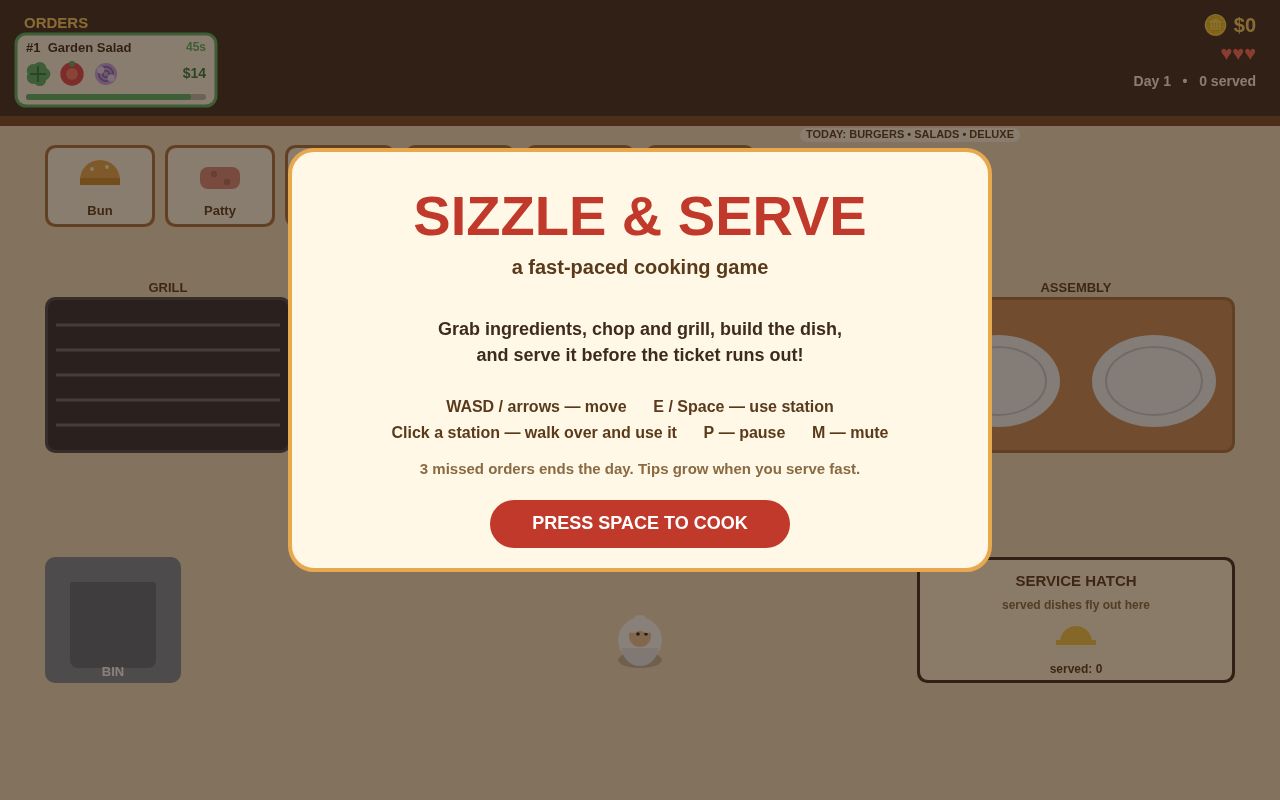 ORDERS
#1 Garden Salad 45s
$14
$0
Day 1 • 0 served
TODAY: BURGERS • SALADS • DELUXE
Bun
Patty
SIZZLE & SERVE
a fast-paced cooking game
Grab ingredients, chop and grill, build the dish,
and serve it before the ticket runs out!
WASD / arrows — move E / Space — use station
Click a station — walk over and use it P — pause M — mute
3 missed orders ends the day. Tips grow when you serve fast.
PRESS SPACE TO COOK
GRILL
ASSEMBLY
BIN
SERVICE HATCH
served dishes fly out here
served: 0